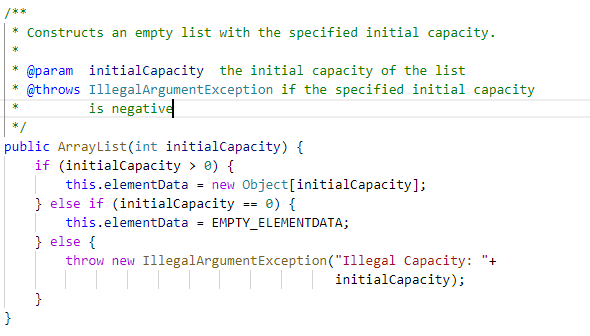 /**
 * Constructs an empty list with the specified initial capacity.
 *
 * @param  initialCapacity  the initial capacity of the list
 * @throws IllegalArgumentException if the specified initial capacity
 *         is negative
 */
public ArrayList(int initialCapacity) {
    if (initialCapacity > 0) {
        this.elementData = new Object[initialCapacity];
    } else if (initialCapacity == 0) {
        this.elementData = EMPTY_ELEMENTDATA;
    } else {
        throw new IllegalArgumentException("Illegal Capacity: "+
                                           initialCapacity);
    }
}